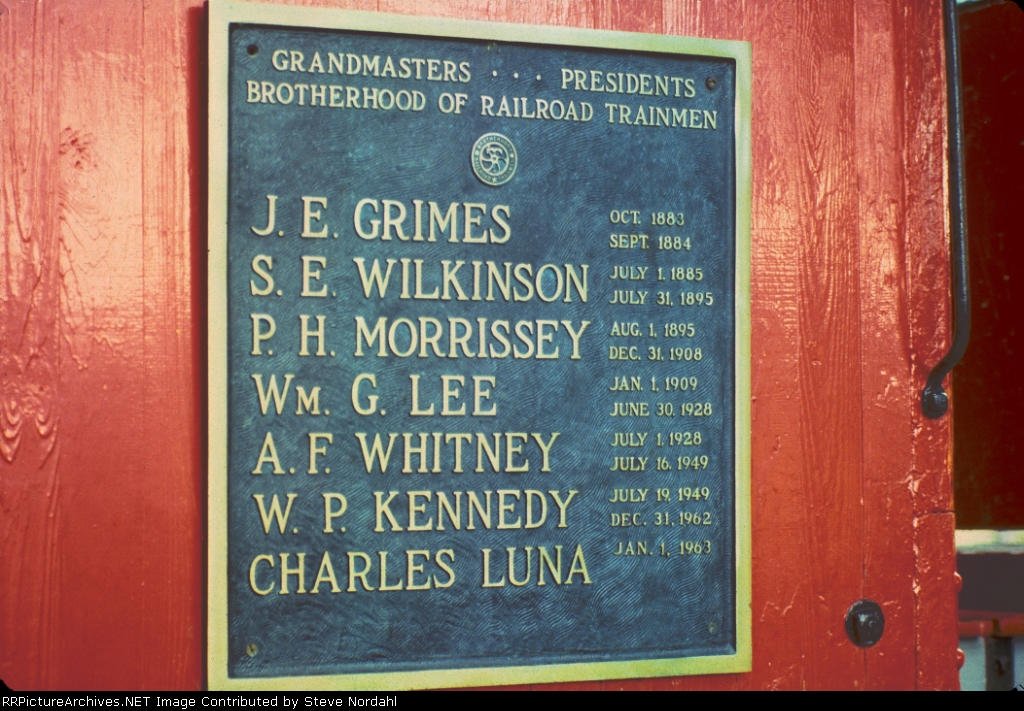 GRANDMASTERS . . . PRESIDENTS
BROTHERHOOD OF RAILROAD TRAINMEN
J. E. GRIMES OCT. 1883
SEPT. 1884
S. E. WILKINSON JULY 1, 1885
JULY 31, 1895
P. H. MORRISSEY AUG. 1, 1895
DEC. 31, 1908
WM. G. LEE JAN. 1, 1909
JUNE 30, 1928
A. F. WHITNEY JULY 1, 1928
JULY 16, 1949
W. P. KENNEDY JULY 19, 1949
DEC. 31, 1962
CHARLES LUNA JAN. 1, 1963
RRPictureArchives.NET Image Contributed by Steve Nordahl